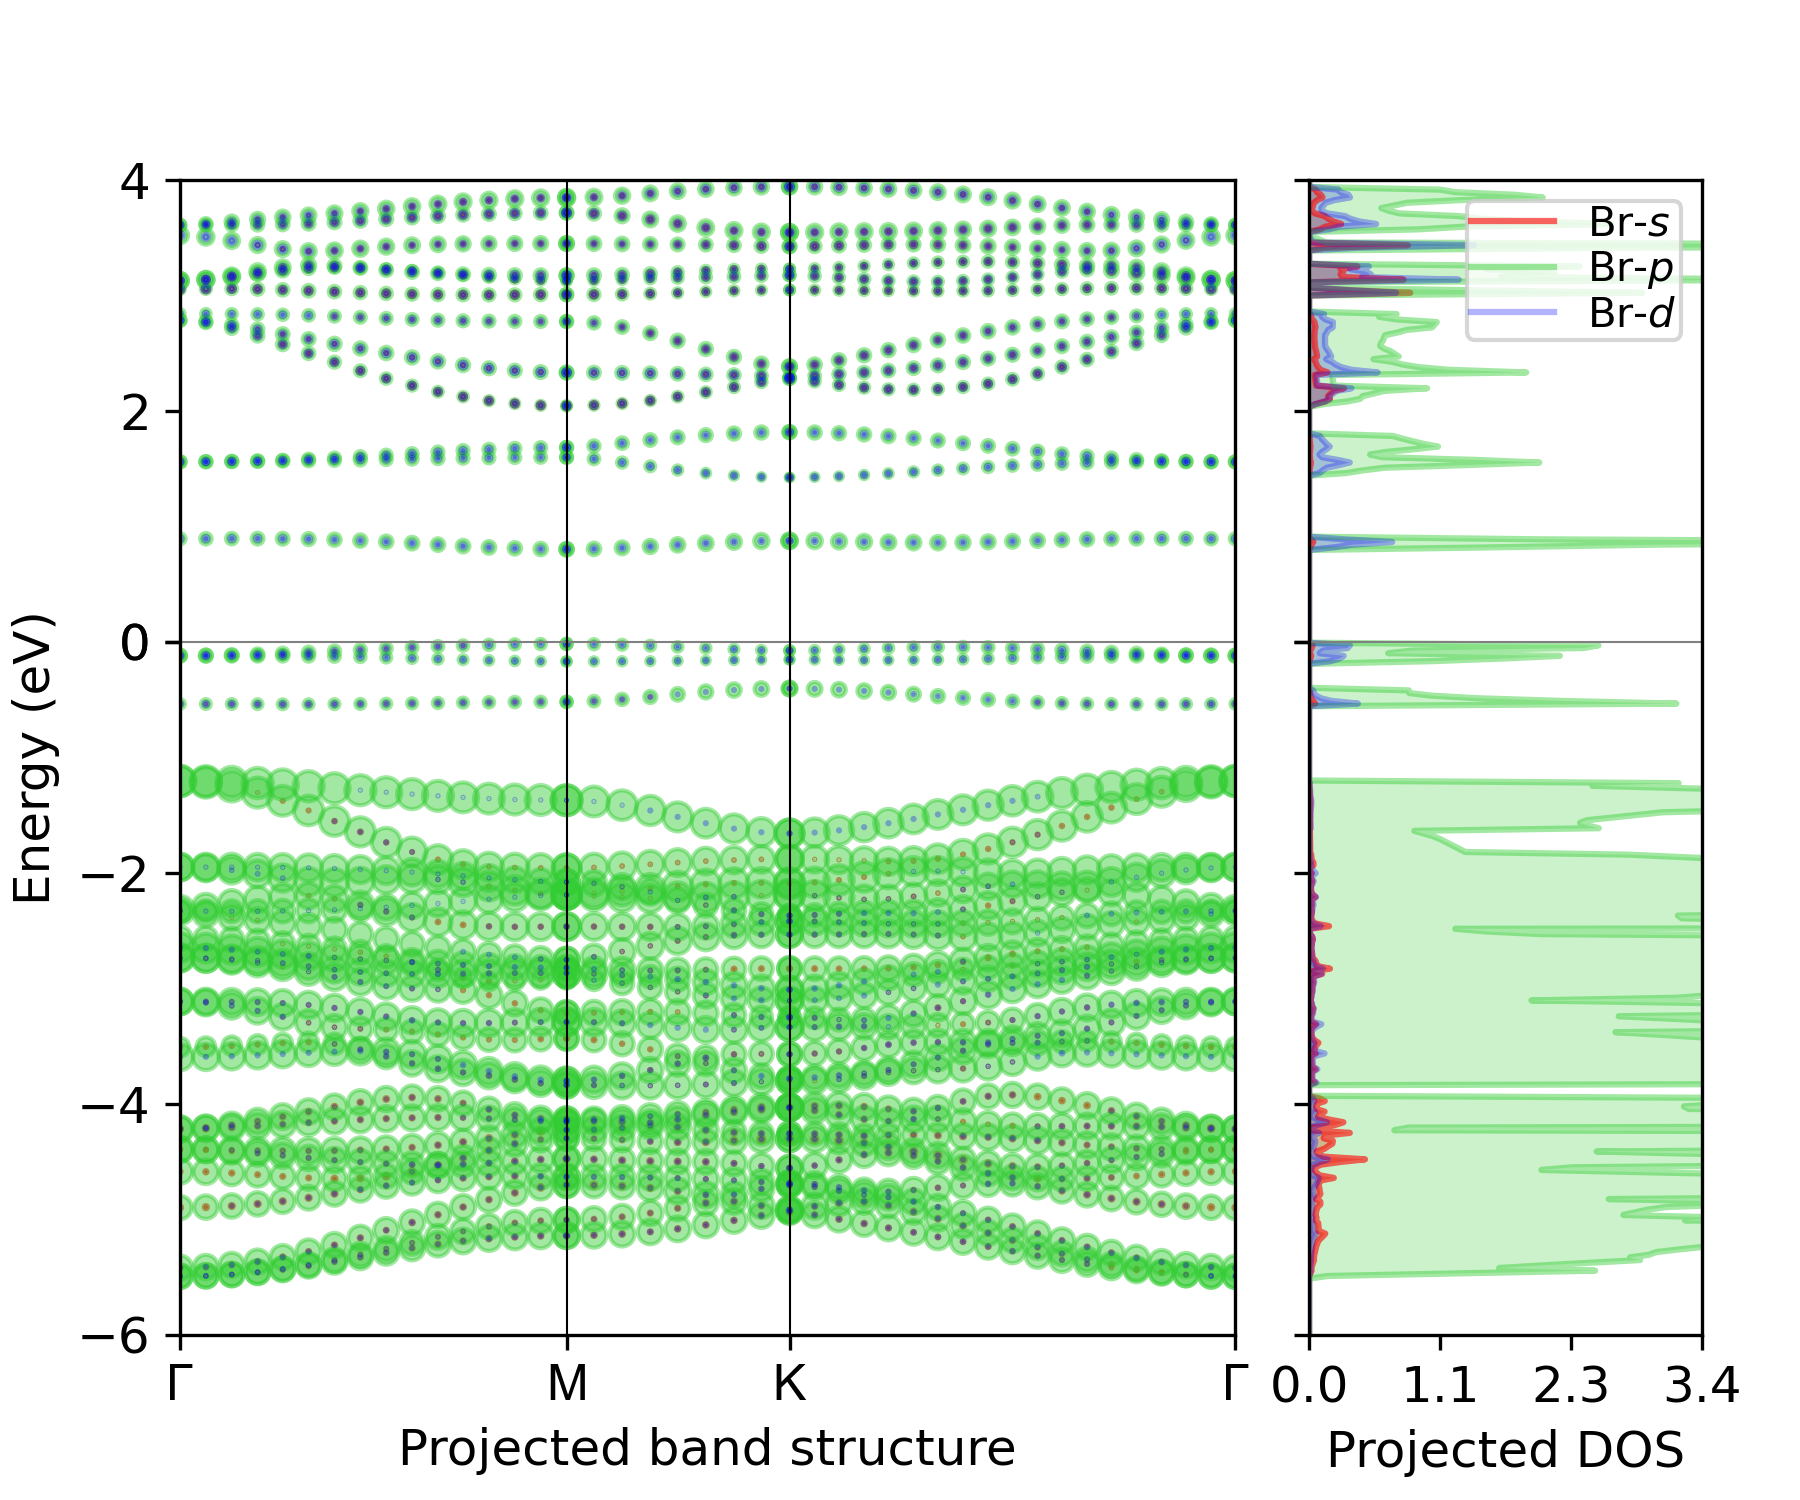 4
2
0
−2
−4
−6
Energy (eV)
Γ
M
K
Γ
Projected band structure
Br-s
Br-p
Br-d
0.0
1.1
2.3
3.4
Projected DOS